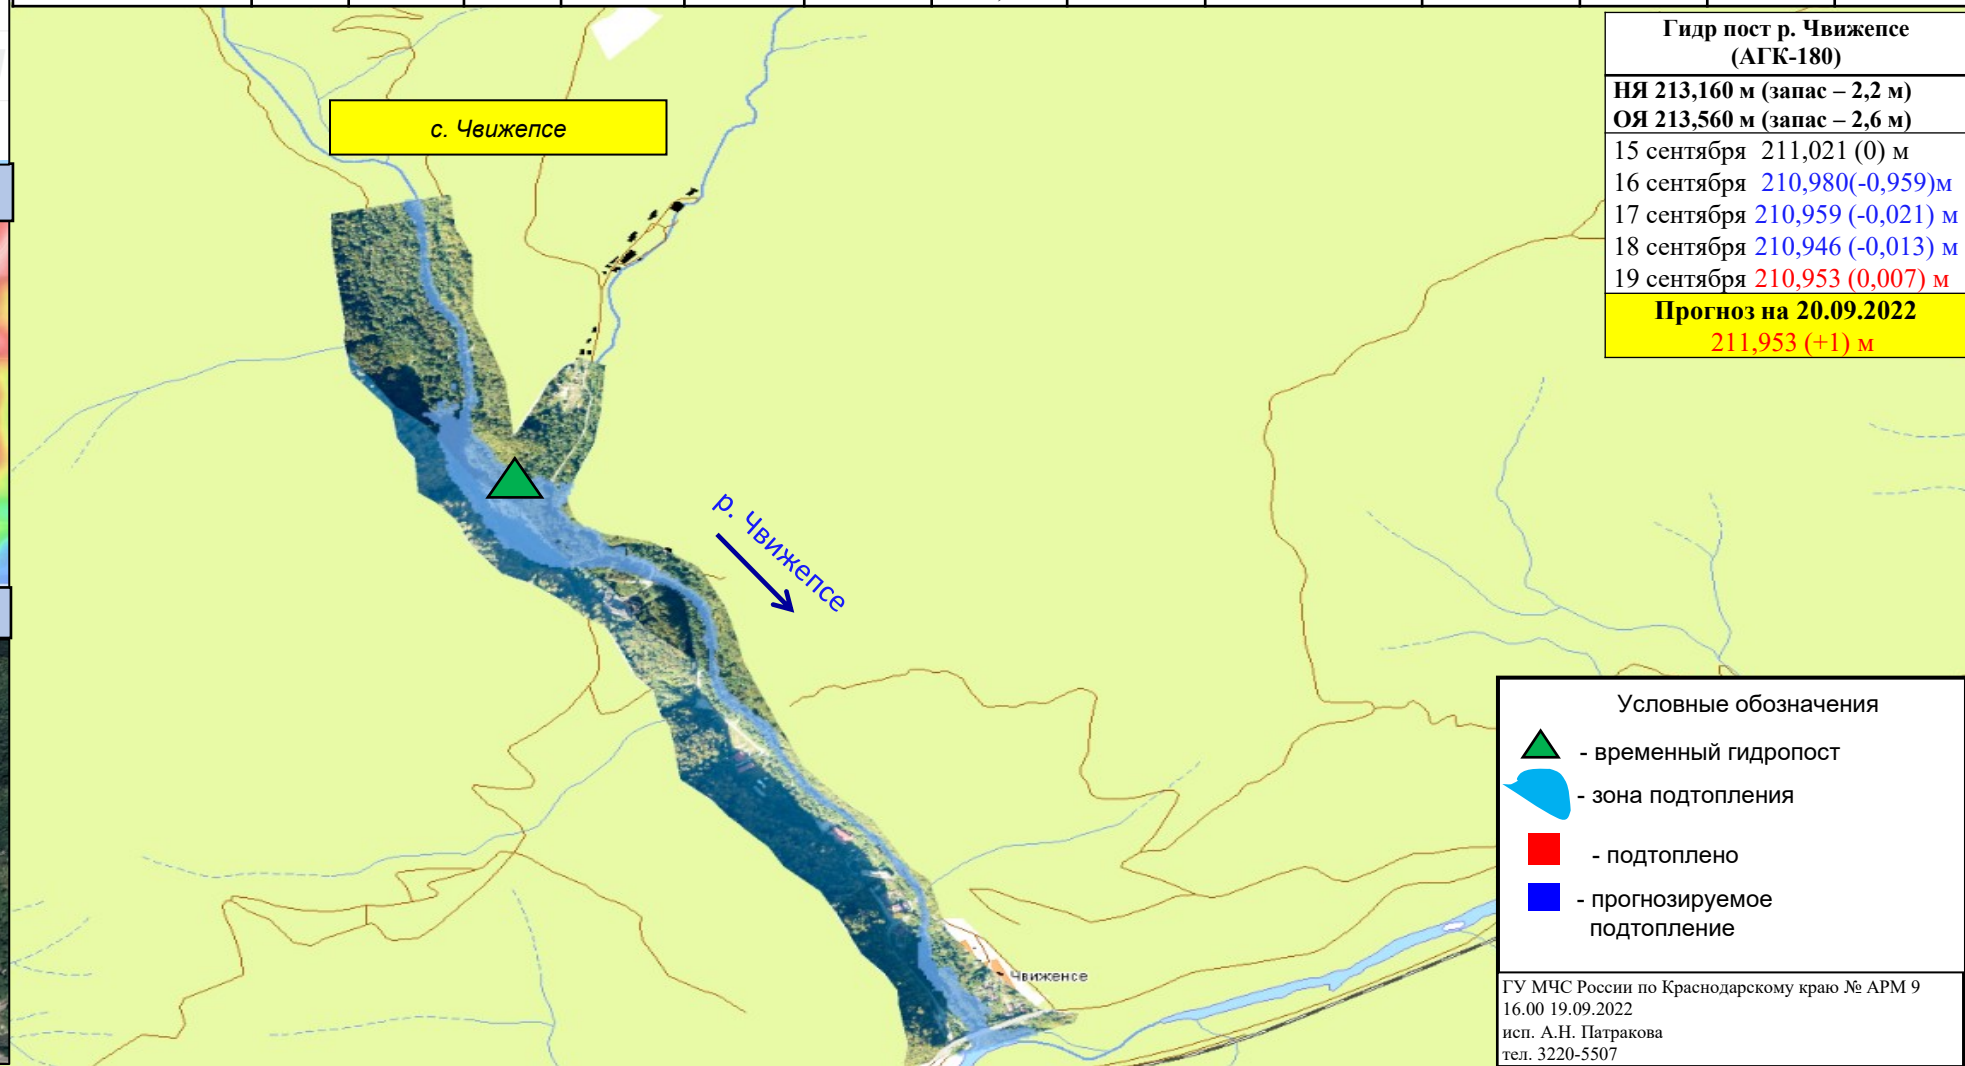 Гидр пост р. Чвижепсе
(АГК-180)
НЯ 213,160 м (запас – 2,2 м)
ОЯ 213,560 м (запас – 2,6 м)
15 сентября 211,021 (0) м
16 сентября 210,980(-0,959)м
17 сентября 210,959 (-0,021) м
18 сентября 210,946 (-0,013) м
19 сентября 210,953 (0,007) м
Прогноз на 20.09.2022
211,953 (+1) м
с. Чвижепсе
р. Чвижепсе
Чвиженсе
Условные обозначения
- временный гидропост
- зона подтопления
- подтоплено
- прогнозируемое
подтопление
ГУ МЧС России по Краснодарскому краю № АРМ 9
16.00 19.09.2022
исп. А.Н. Патракова
тел. 3220-5507